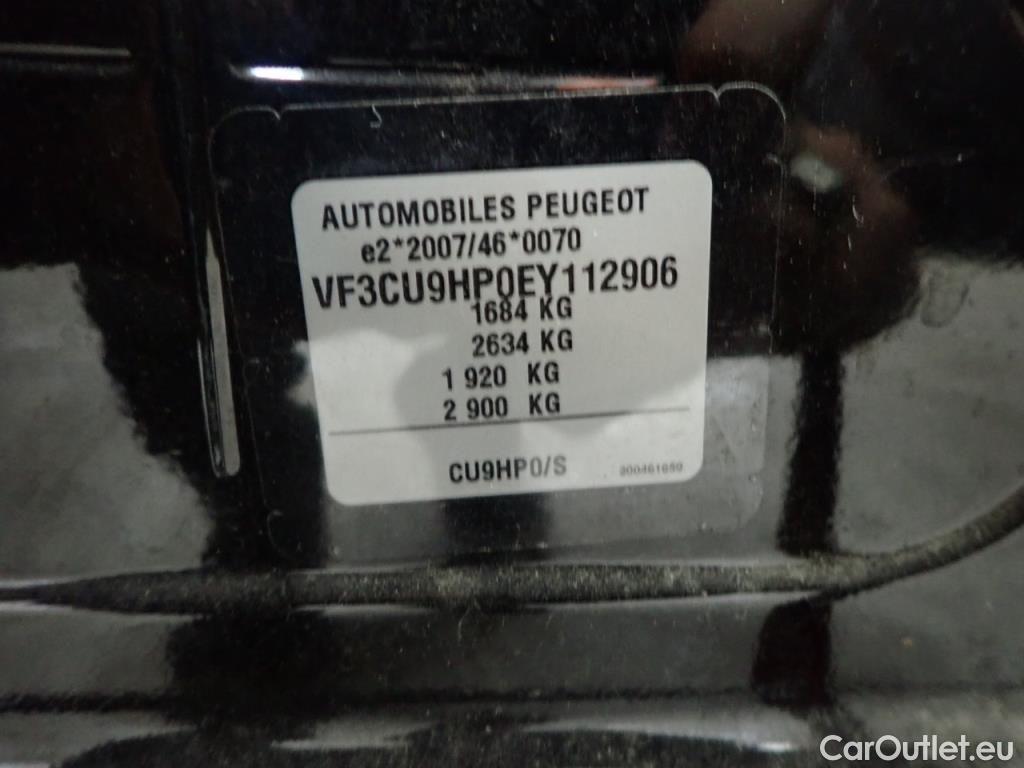 AUTOMOBILES PEUGEOT
e2*2007/46*0070
VF3CU9HP0EY112906
1684 KG
2634 KG
1 920 KG
2 900 KG
CU9HP0/S
CarOutlet.eu